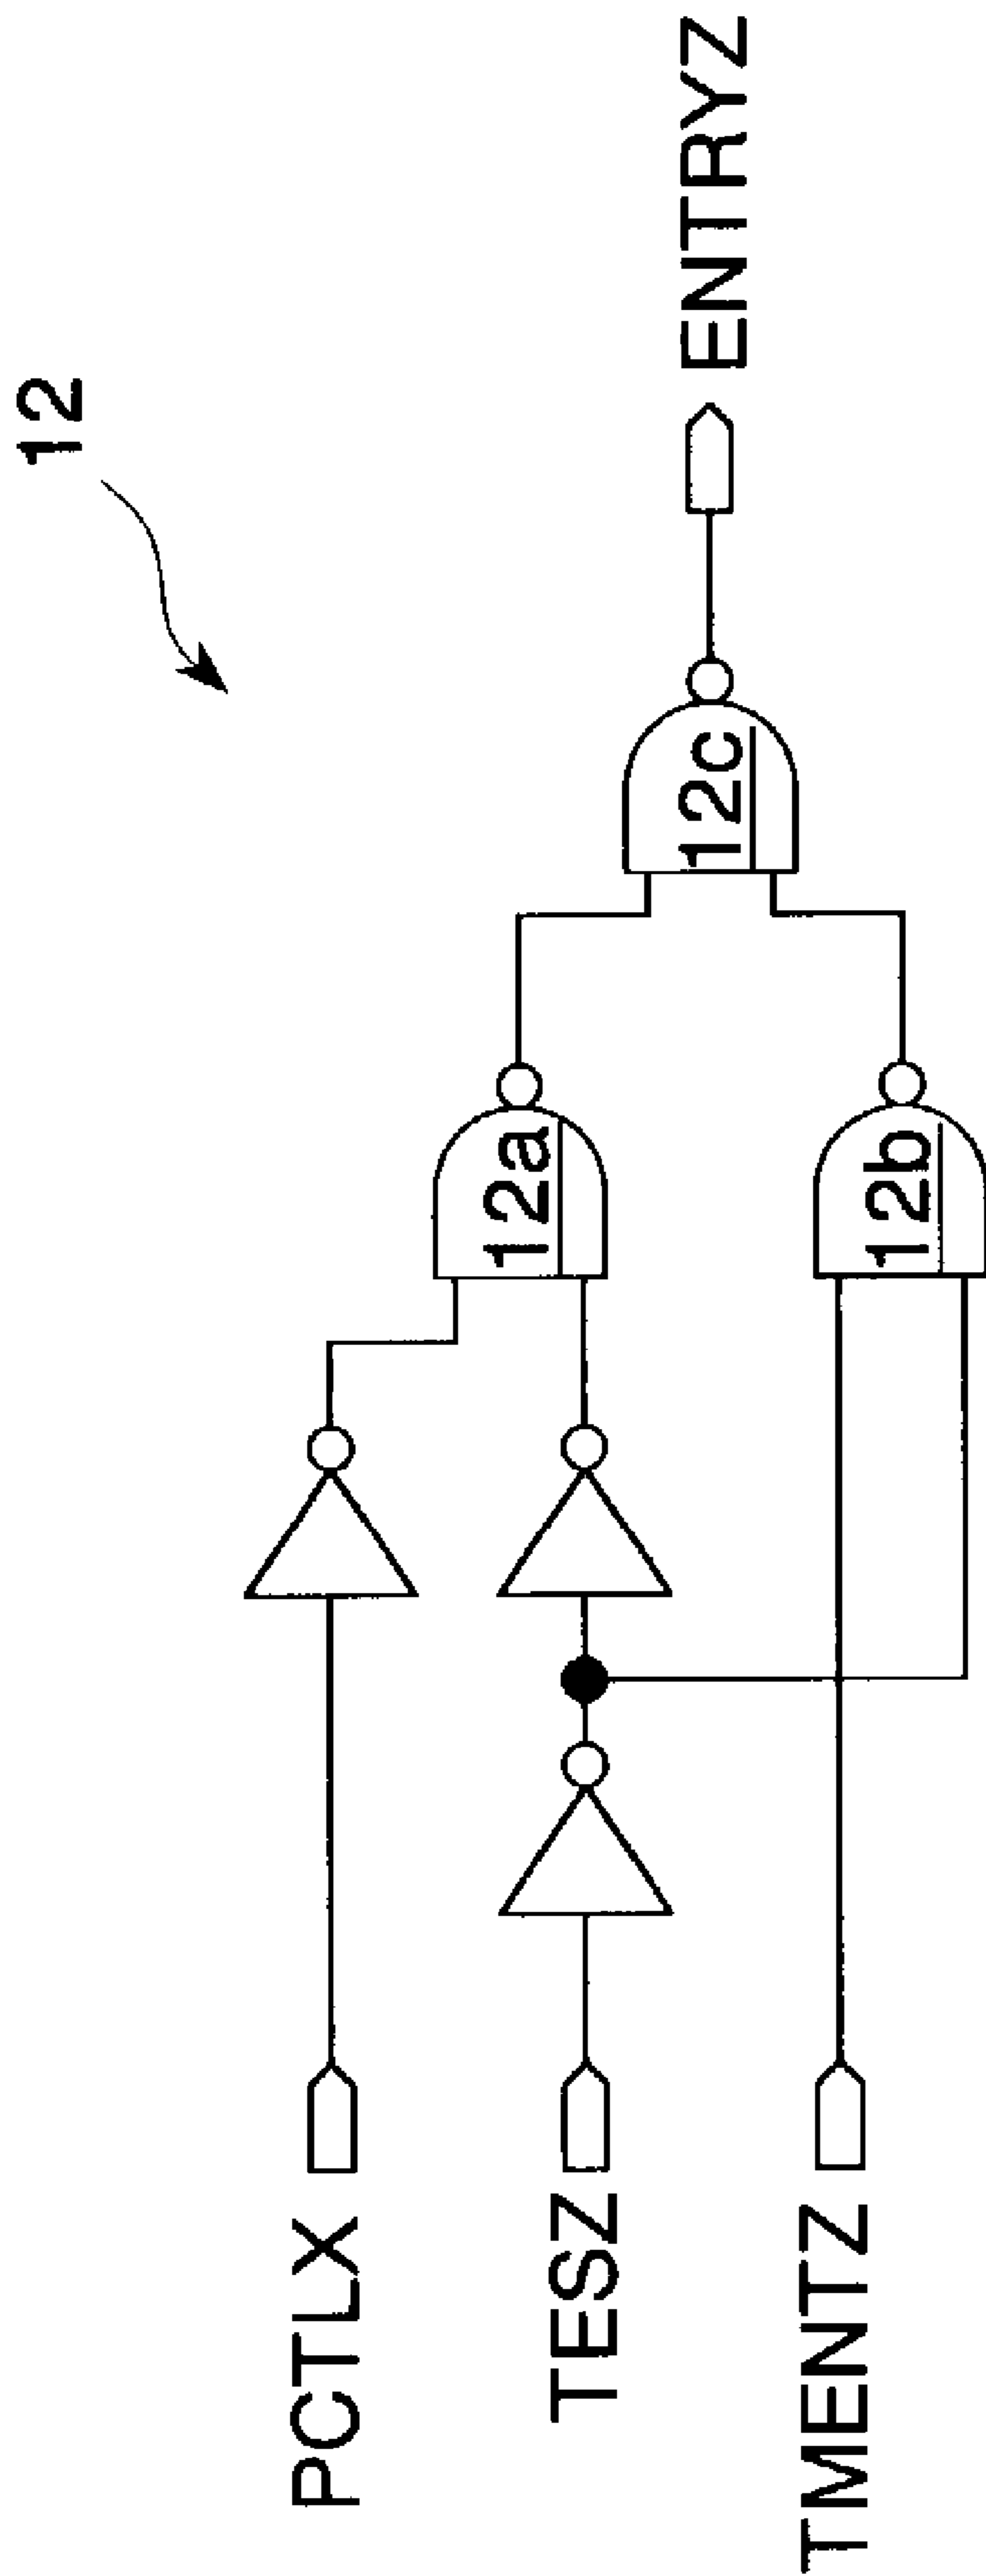 12
PCTLX
TESZ
TMENTZ
12a
12b
12c
ENTRYZ